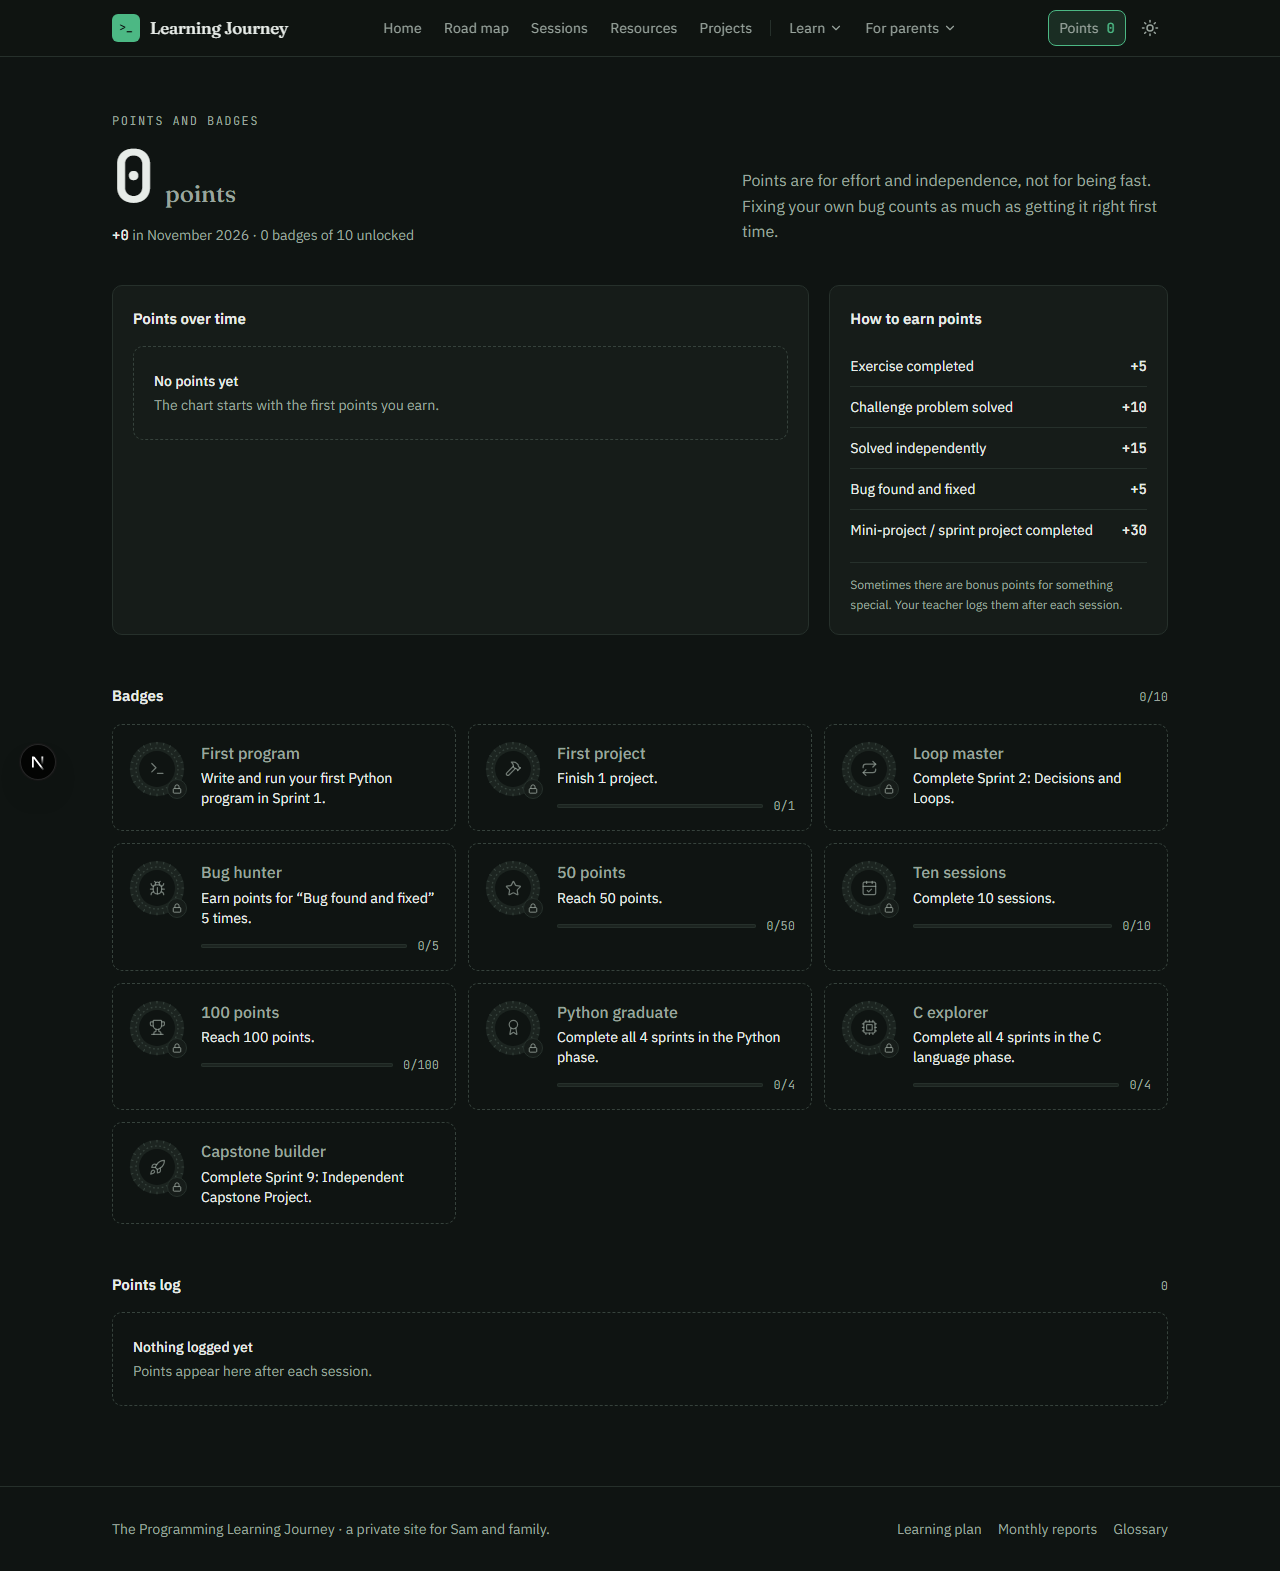 >_ Learning Journey
Home Road map Sessions Resources Projects Learn For parents
Points 0
POINTS AND BADGES
0 points
+0 in November 2026 · 0 badges of 10 unlocked
Points are for effort and independence, not for being fast.
Fixing your own bug counts as much as getting it right first
time.
Points over time
No points yet
The chart starts with the first points you earn.
How to earn points
Exercise completed +5
Challenge problem solved +10
Solved independently +15
Bug found and fixed +5
Mini-project / sprint project completed +30
Sometimes there are bonus points for something
special. Your teacher logs them after each session.
Badges 0/10
First program
Write and run your first Python
program in Sprint 1.
First project
Finish 1 project.
0/1
Loop master
Complete Sprint 2: Decisions and
Loops.
N
Bug hunter
Earn points for “Bug found and fixed”
5 times.
0/5
50 points
Reach 50 points.
0/50
Ten sessions
Complete 10 sessions.
0/10
100 points
Reach 100 points.
0/100
Python graduate
Complete all 4 sprints in the Python
phase.
0/4
C explorer
Complete all 4 sprints in the C
language phase.
0/4
Capstone builder
Complete Sprint 9: Independent
Capstone Project.
Points log 0
Nothing logged yet
Points appear here after each session.
The Programming Learning Journey · a private site for Sam and family.
Learning plan Monthly reports Glossary